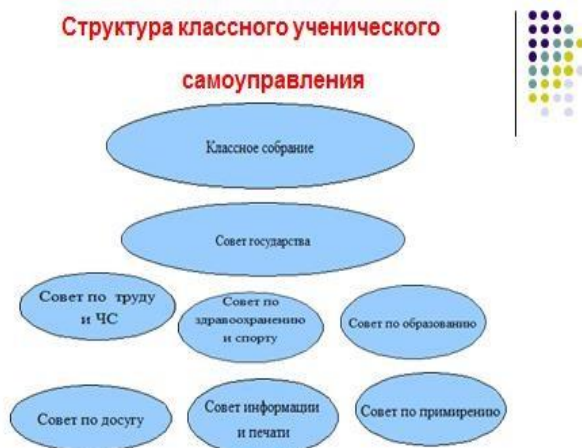 Структура классного ученического
самоуправления
Классное собрание
Совет государства
Совет по труду
и ЧС
Совет по
здравоохранению
и спорту
Совет по образованию
Совет по досугу
Совет информации
и печати
Совет по примирению